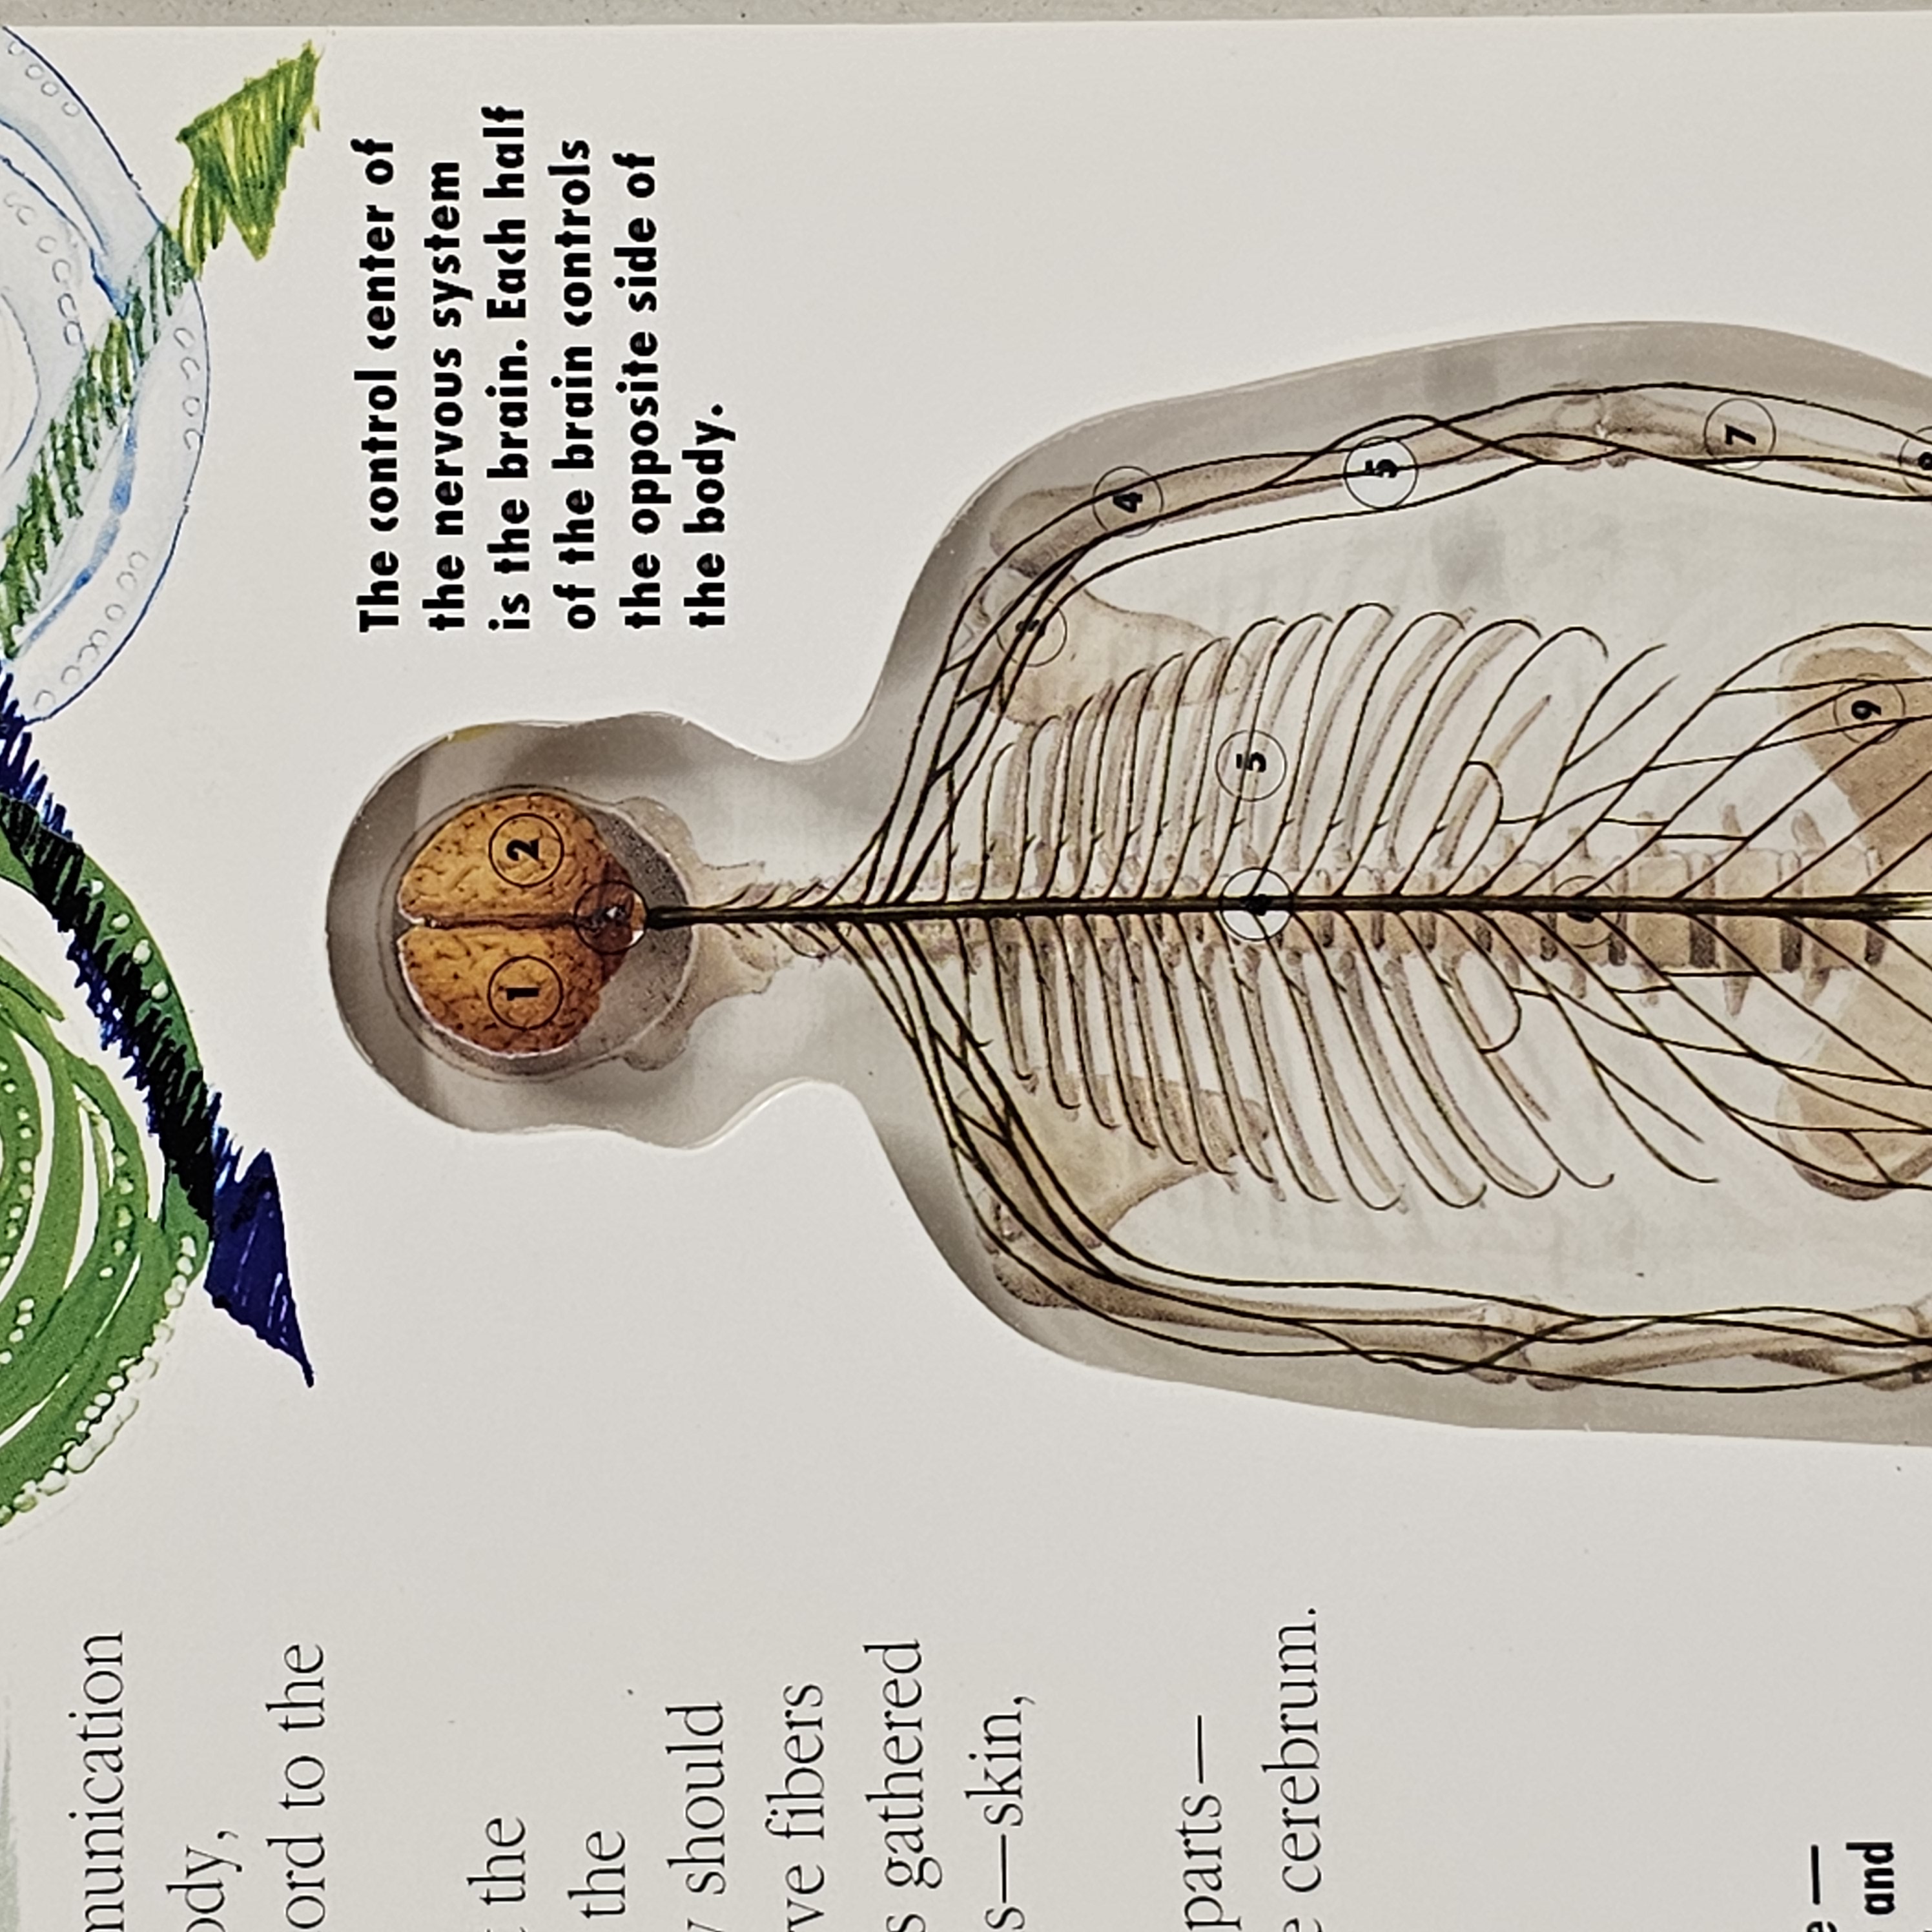 munication
ody,
ord to the
the
the
should
ve fibers
s gathered
s—skin,
parts—
e cerebrum.
e —
and
The control center of
the nervous system
is the brain. Each half
of the brain controls
the opposite side of
the body.
1
2
4
5
5
7
9